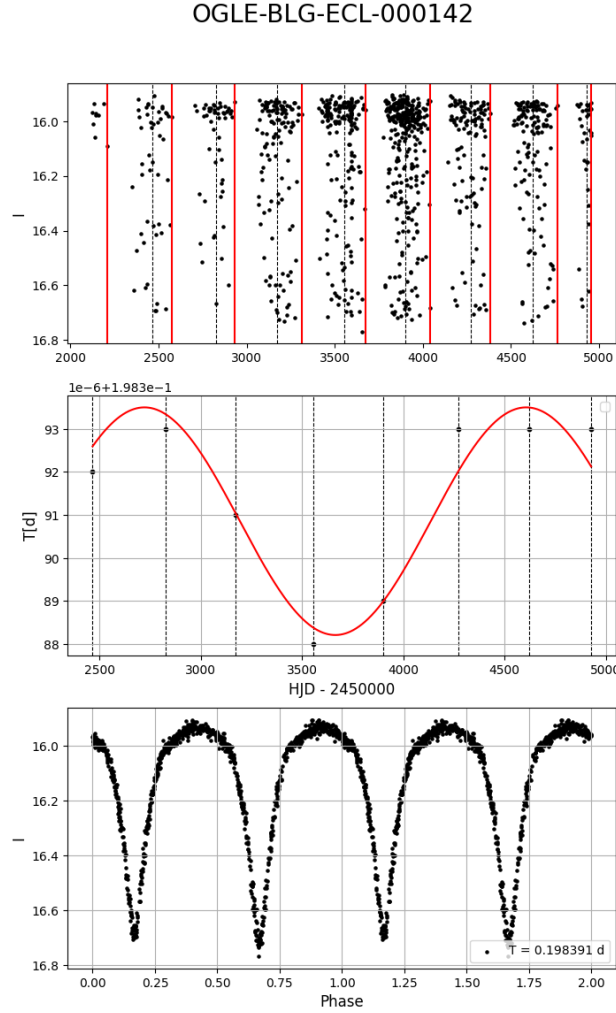 OGLE-BLG-ECL-000142
16.0
16.2
16.4
16.6
16.8
I
2000 2500 3000 3500 4000 4500 5000
1e-6+1.983e-1
93
92
91
90
89
88
T[d]
2500 3000 3500 4000 4500 5000
HJD - 2450000
16.0
16.2
16.4
16.6
16.8
I
T = 0.198391 d
0.00 0.25 0.50 0.75 1.00 1.25 1.50 1.75 2.00
Phase